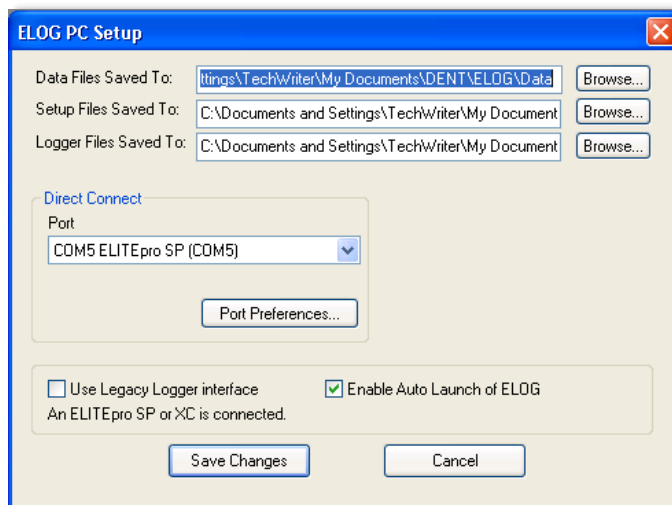 ELOG PC Setup
Data Files Saved To: ttings\TechWriter\My Documents\DENT\ELOG\Data Browse...
Setup Files Saved To: C:\Documents and Settings\TechWriter\My Document Browse...
Logger Files Saved To: C:\Documents and Settings\TechWriter\My Document Browse...
Direct Connect
Port
COM5 ELITEpro SP (COM5)
Port Preferences...
Use Legacy Logger interface Enable Auto Launch of ELOG
An ELITEpro SP or XC is connected.
Save Changes Cancel